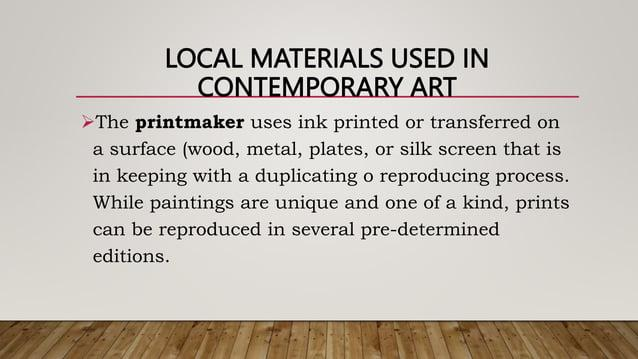 LOCAL MATERIALS USED IN
CONTEMPORARY ART
➢The printmaker uses ink printed or transferred on
a surface (wood, metal, plates, or silk screen that is
in keeping with a duplicating o reproducing process.
While paintings are unique and one of a kind, prints
can be reproduced in several pre-determined
editions.